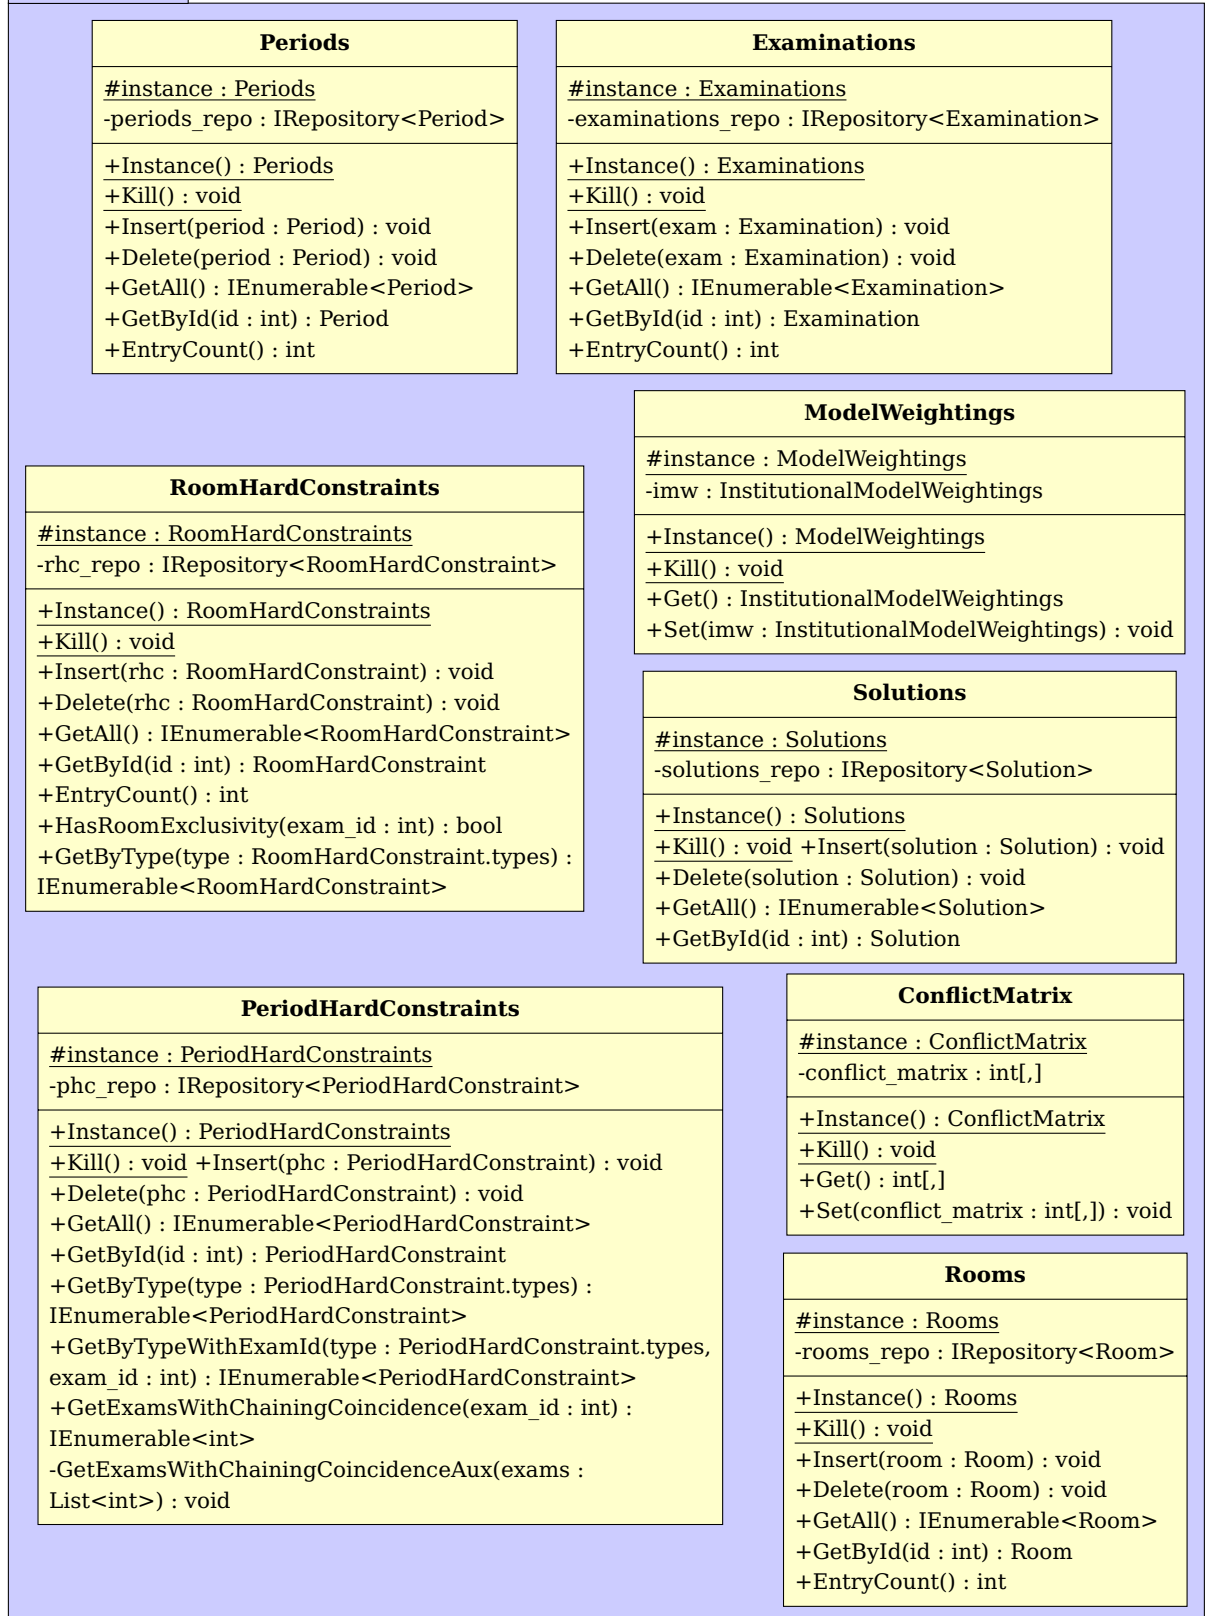 Periods
#instance : Periods
-periods_repo : IRepository<Period>
+Instance() : Periods
+Kill() : void
+Insert(period : Period) : void
+Delete(period : Period) : void
+GetAll() : IEnumerable<Period>
+GetById(id : int) : Period
+EntryCount() : int
Examinations
#instance : Examinations
-examinations_repo : IRepository<Examination>
+Instance() : Examinations
+Kill() : void
+Insert(exam : Examination) : void
+Delete(exam : Examination) : void
+GetAll() : IEnumerable<Examination>
+GetById(id : int) : Examination
+EntryCount() : int
ModelWeightings
#instance : ModelWeightings
-imw : InstitutionalModelWeightings
+Instance() : ModelWeightings
+Kill() : void
+Get() : InstitutionalModelWeightings
+Set(imw : InstitutionalModelWeightings) : void
RoomHardConstraints
#instance : RoomHardConstraints
-rhc_repo : IRepository<RoomHardConstraint>
+Instance() : RoomHardConstraints
+Kill() : void
+Insert(rhc : RoomHardConstraint) : void
+Delete(rhc : RoomHardConstraint) : void
+GetAll() : IEnumerable<RoomHardConstraint>
+GetById(id : int) : RoomHardConstraint
+EntryCount() : int
+HasRoomExclusivity(exam_id : int) : bool
+GetByType(type : RoomHardConstraint.types) :
IEnumerable<RoomHardConstraint>
Solutions
#instance : Solutions
-solutions_repo : IRepository<Solution>
+Instance() : Solutions
+Kill() : void +Insert(solution : Solution) : void
+Delete(solution : Solution) : void
+GetAll() : IEnumerable<Solution>
+GetById(id : int) : Solution
PeriodHardConstraints
#instance : PeriodHardConstraints
-phc_repo : IRepository<PeriodHardConstraint>
+Instance() : PeriodHardConstraints
+Kill() : void +Insert(phc : PeriodHardConstraint) : void
+Delete(phc : PeriodHardConstraint) : void
+GetAll() : IEnumerable<PeriodHardConstraint>
+GetById(id : int) : PeriodHardConstraint
+GetByType(type : PeriodHardConstraint.types) :
IEnumerable<PeriodHardConstraint>
+GetByTypeWithExamId(type : PeriodHardConstraint.types,
exam_id : int) : IEnumerable<PeriodHardConstraint>
+GetExamsWithChainingCoincidence(exam_id : int) :
IEnumerable<int>
-GetExamsWithChainingCoincidenceAux(exams :
List<int>) : void
ConflictMatrix
#instance : ConflictMatrix
-conflict_matrix : int[,]
+Instance() : ConflictMatrix
+Kill() : void
+Get() : int[,]
+Set(conflict_matrix : int[,]) : void
Rooms
#instance : Rooms
-rooms_repo : IRepository<Room>
+Instance() : Rooms
+Kill() : void
+Insert(room : Room) : void
+Delete(room : Room) : void
+GetAll() : IEnumerable<Room>
+GetById(id : int) : Room
+EntryCount() : int